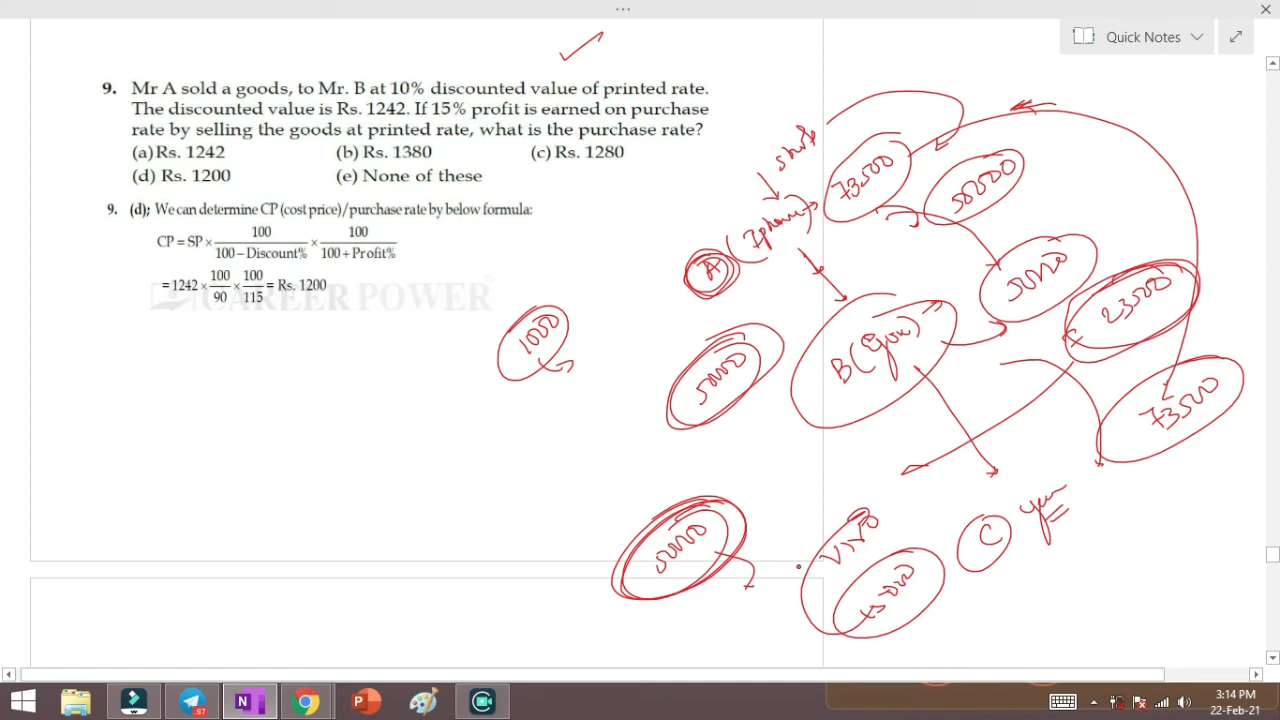 Quick Notes
9. Mr A sold a goods, to Mr. B at 10% discounted value of printed rate.
The discounted value is Rs. 1242. If 15% profit is earned on purchase
rate by selling the goods at printed rate, what is the purchase rate?
(a) Rs. 1242 (b) Rs. 1380 (c) Rs. 1280
(d) Rs. 1200 (e) None of these
9. (d); We can determine CP (cost price)/purchase rate by below formula:
CP = SP × 100 / (100 – Discount%) × 100 / (100 + Profit%)
= 1242 × 100/90 × 100/115 = Rs. 1200
CAREER POWER
73500
A
B
23500
73500
C
VIVO
97
3:14 PM
22-Feb-21